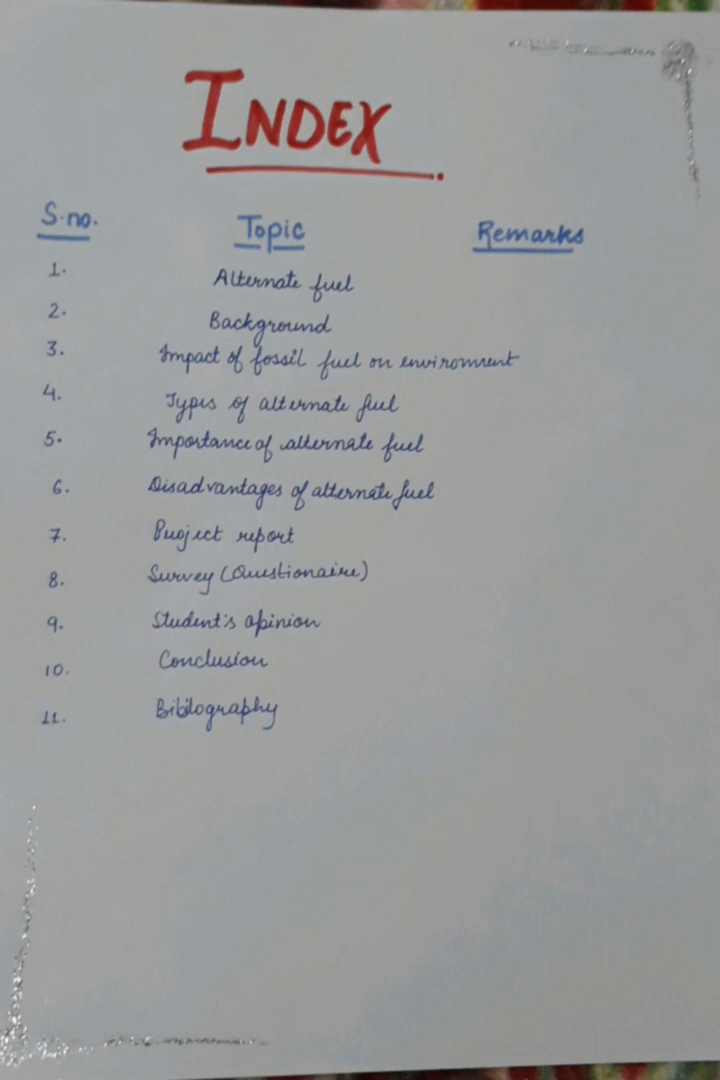 INDEX
S.no. Topic Remarks
1. Alternate fuel
2. Background
3. Impact of fossil fuel on enviroment
4. Types of alternate fuel
5. Importance of alternate fuel
6. Disadvantages of alternate fuel
7. Project report
8. Survey (Questionaire)
9. Student's opinion
10. Conclusion
11. Biblography